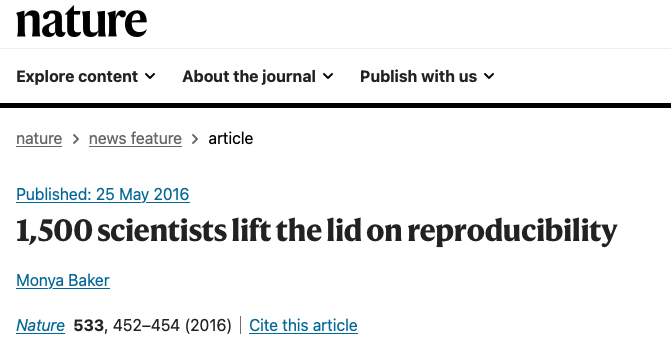 nature
Explore content About the journal Publish with us
nature > news feature > article
Published: 25 May 2016
1,500 scientists lift the lid on reproducibility
Monya Baker
Nature 533, 452–454 (2016) | Cite this article